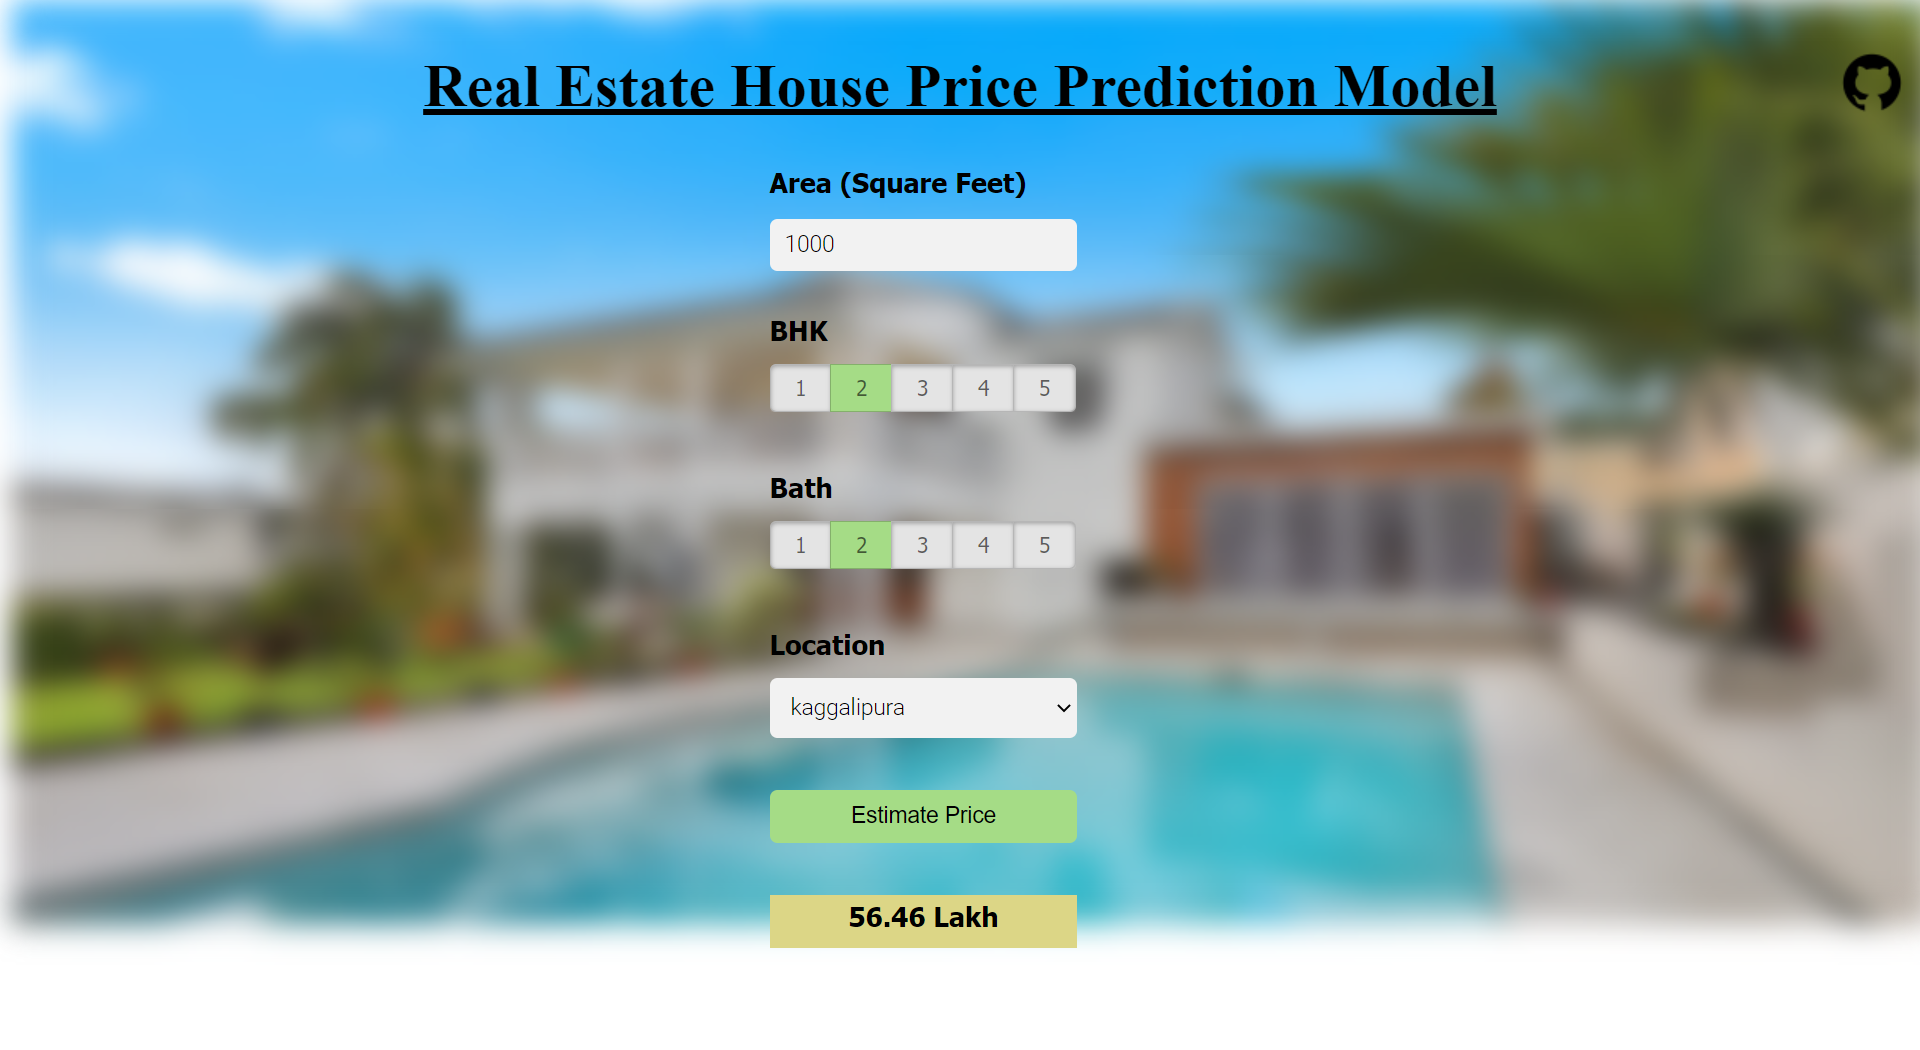 Real Estate House Price Prediction Model
Area (Square Feet)
1000
BHK
1 2 3 4 5
Bath
1 2 3 4 5
Location
kaggalipura
Estimate Price
56.46 Lakh